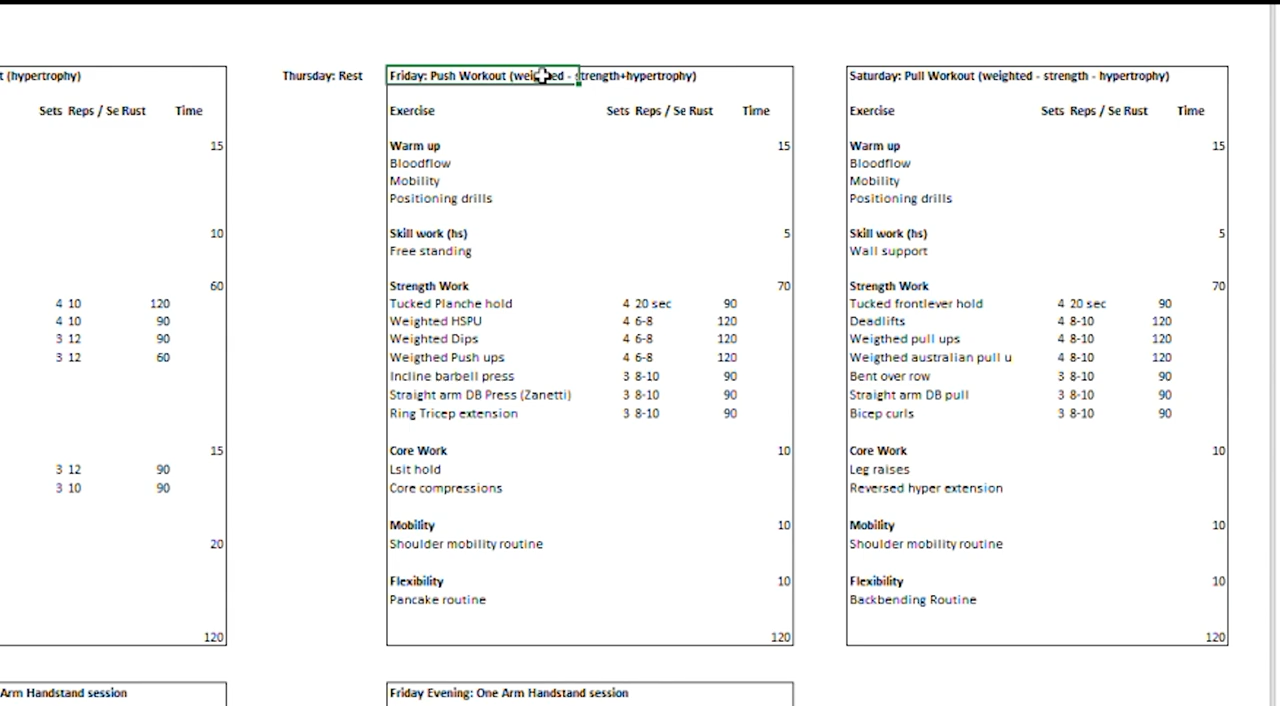 t (hypertrophy)
Sets Reps / Se Rust Time
15
10
60
4 10 120
4 10 90
3 12 90
3 12 60
15
3 12 90
3 10 90
20
120
Arm Handstand session
Thursday: Rest
Friday: Push Workout (weighted - strength+hypertrophy)
Exercise Sets Reps / Se Rust Time
Warm up 15
Bloodflow
Mobility
Positioning drills
Skill work (hs) 5
Free standing
Strength Work 70
Tucked Planche hold 4 20 sec 90
Weighted HSPU 4 6-8 120
Weighted Dips 4 6-8 120
Weigthed Push ups 4 6-8 120
Incline barbell press 3 8-10 90
Straight arm DB Press (Zanetti) 3 8-10 90
Ring Tricep extension 3 8-10 90
Core Work 10
Lsit hold
Core compressions
Mobility 10
Shoulder mobility routine
Flexibility 10
Pancake routine
120
Friday Evening: One Arm Handstand session
Saturday: Pull Workout (weighted - strength - hypertrophy)
Exercise Sets Reps / Se Rust Time
Warm up 15
Bloodflow
Mobility
Positioning drills
Skill work (hs) 5
Wall support
Strength Work 70
Tucked frontlever hold 4 20 sec 90
Deadlifts 4 8-10 120
Weigthed pull ups 4 8-10 120
Weigthed australian pull u 4 8-10 120
Bent over row 3 8-10 90
Straight arm DB pull 3 8-10 90
Bicep curls 3 8-10 90
Core Work 10
Leg raises
Reversed hyper extension
Mobility 10
Shoulder mobility routine
Flexibility 10
Backbending Routine
120